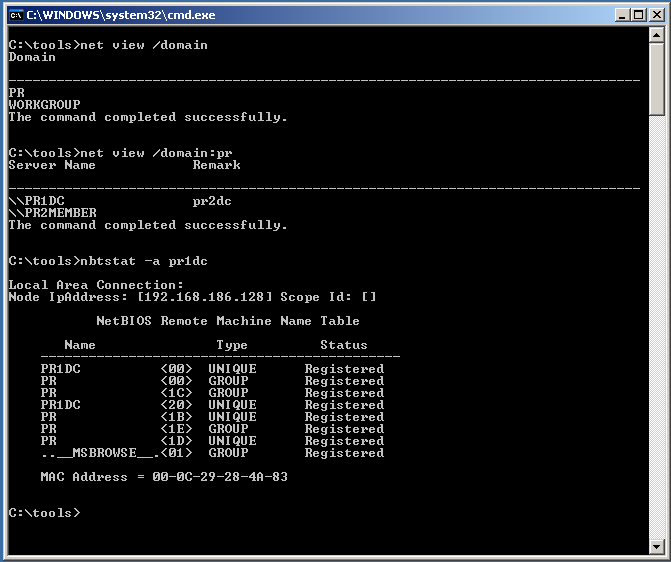 C:\WINDOWS\system32\cmd.exe
C:\tools>net view /domain
Domain
-------------------------------------------------------------------------------
PR
WORKGROUP
The command completed successfully.
C:\tools>net view /domain:pr
Server Name            Remark
-------------------------------------------------------------------------------
\\PR1DC                pr2dc
\\PR2MEMBER
The command completed successfully.
C:\tools>nbtstat -a pr1dc
Local Area Connection:
Node IpAddress: [192.168.186.128] Scope Id: []
           NetBIOS Remote Machine Name Table
       Name               Type         Status
    ---------------------------------------------
    PR1DC          <00>  UNIQUE      Registered
    PR             <00>  GROUP       Registered
    PR             <1C>  GROUP       Registered
    PR1DC          <20>  UNIQUE      Registered
    PR             <1B>  UNIQUE      Registered
    PR             <1E>  GROUP       Registered
    PR             <1D>  UNIQUE      Registered
    ..__MSBROWSE__.<01>  GROUP       Registered
    MAC Address = 00-0C-29-28-4A-83
C:\tools>